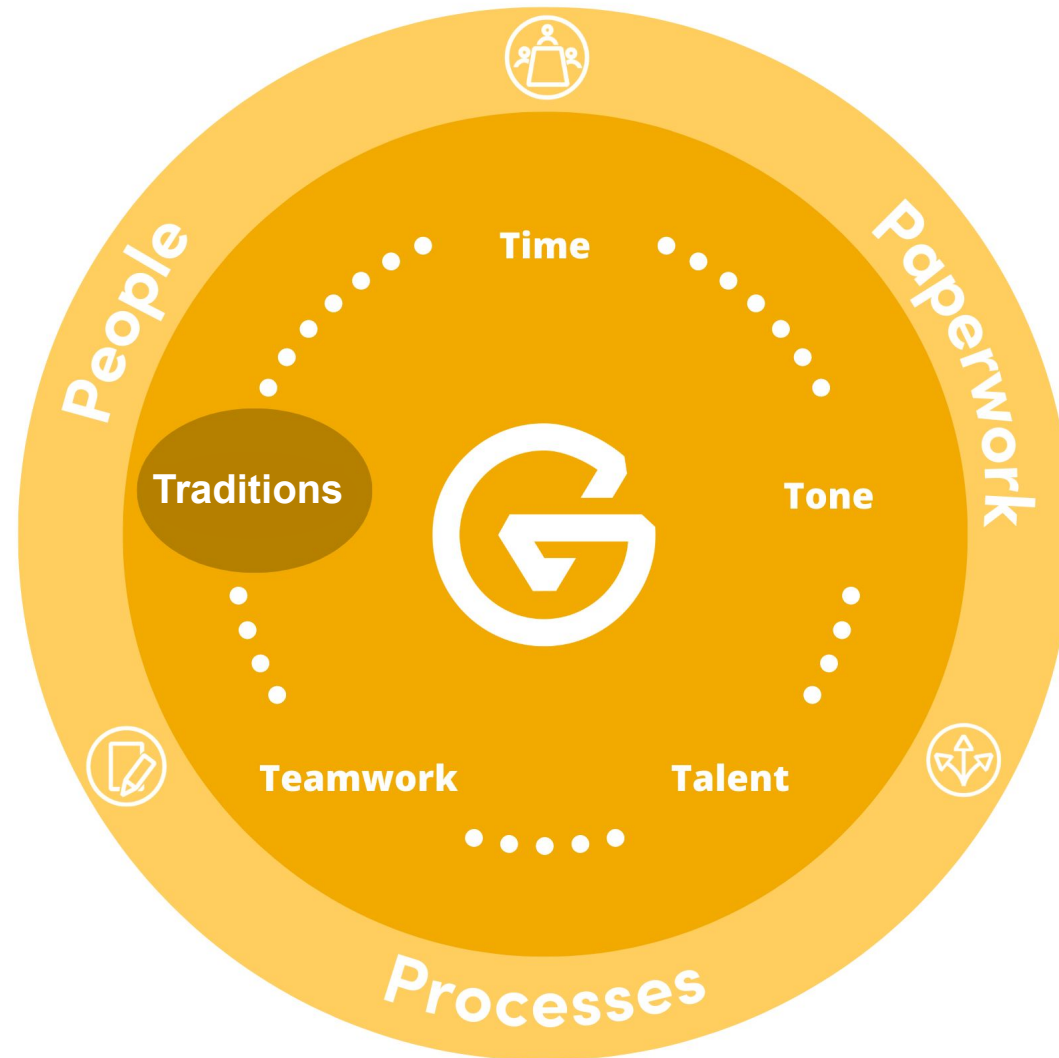 People
Paperwork
Time
Traditions
Tone
Teamwork
Talent
Processes